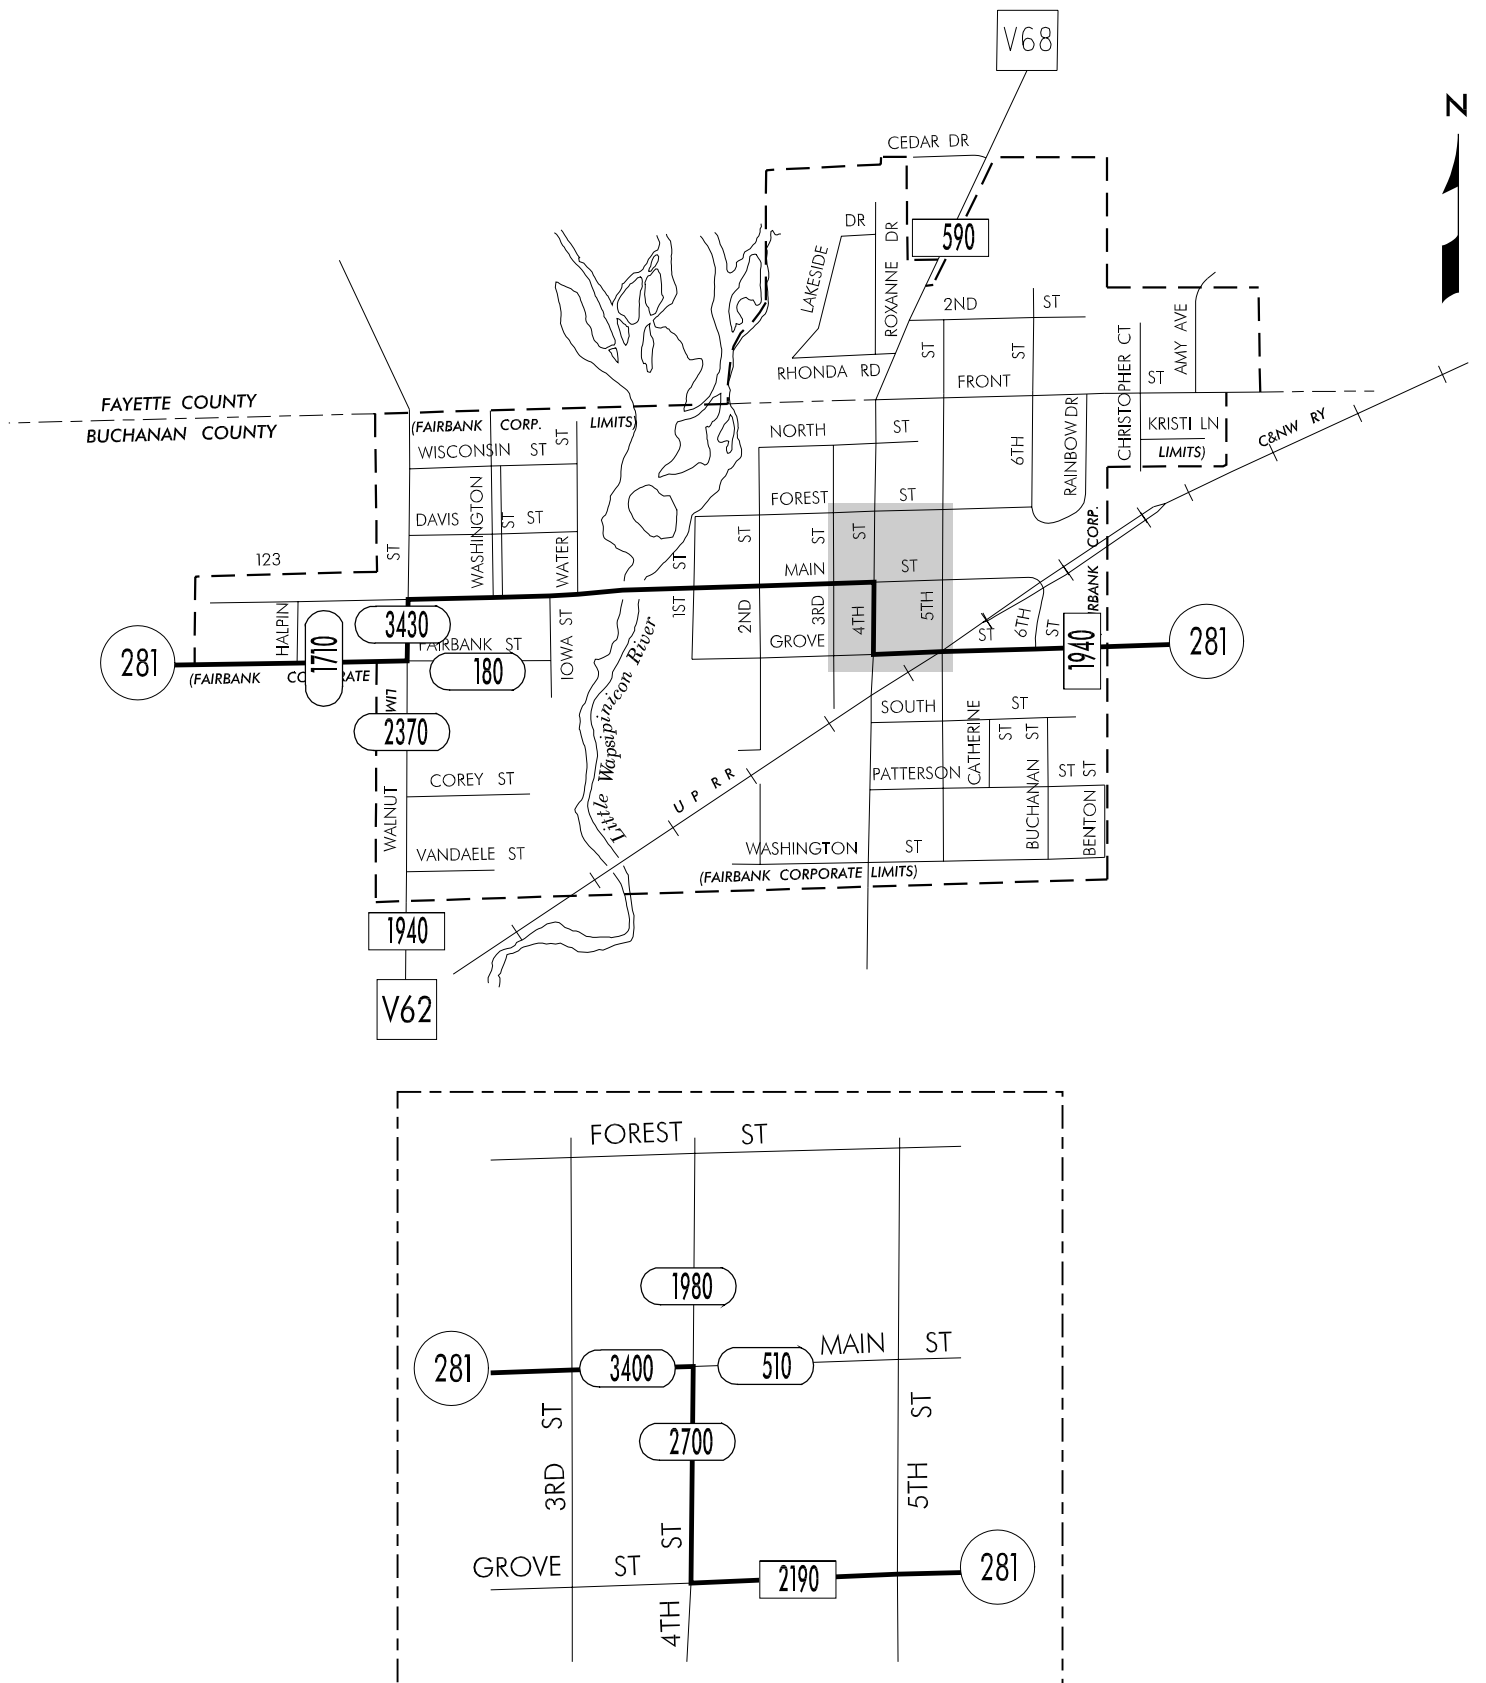 V68
N
CEDAR DR
590
DR
LAKESIDE
ROXANNE DR
2ND ST
ST
ST
AMY AVE
CHRISTOPHER CT
RHONDA RD
FRONT ST
FAYETTE COUNTY
BUCHANAN COUNTY
(FAIRBANK CORP. LIMITS)
NORTH ST
6TH
RAINBOW DR
KRISTI LN
LIMITS)
C&NW RY
WISCONSIN ST
ST
WASHINGTON
ST
DAVIS ST
WATER
FOREST ST
ST
ST
ST
ST
RBANK CORP.
123
ST
MAIN ST
HALPIN
1710
3430
FAIRBANK ST
180
IOWA ST
1ST
2ND
3RD
4TH
5TH
GROVE ST
6TH ST
1940
281
281
(FAIRBANK CO RATE LIM
Little Wapsipinicon River
2370
SOUTH ST
CATHERINE ST
PATTERSON ST
BUCHANAN ST
BENTON ST
UP RR
COREY ST
WALNUT
VANDAELE ST
WASHINGTON ST
(FAIRBANK CORPORATE LIMITS)
1940
V62
FOREST ST
1980
MAIN ST
281
3400
510
3RD ST
2700
5TH ST
GROVE ST
4TH ST
2190
281